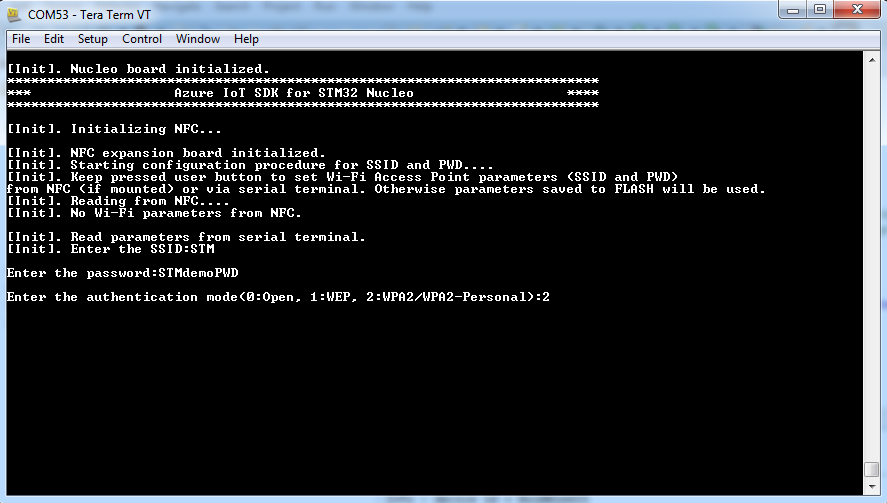 COM53 - Tera Term VT
File Edit Setup Control Window Help
[Init]. Nucleo board initialized.
***************************************************************************
*** Azure IoT SDK for STM32 Nucleo ****
***************************************************************************
[Init]. Initializing NFC...
[Init]. NFC expansion board initialized.
[Init]. Starting configuration procedure for SSID and PWD....
[Init]. Keep pressed user button to set Wi-Fi Access Point parameters (SSID and PWD)
from NFC (if mounted) or via serial terminal. Otherwise parameters saved to FLASH will be used.
[Init]. Reading from NFC....
[Init]. No Wi-Fi parameters from NFC.
[Init]. Read parameters from serial terminal.
[Init]. Enter the SSID:STM
Enter the password:STMdemoPWD
Enter the authentication mode(0:Open, 1:WEP, 2:WPA2/WPA2-Personal):2